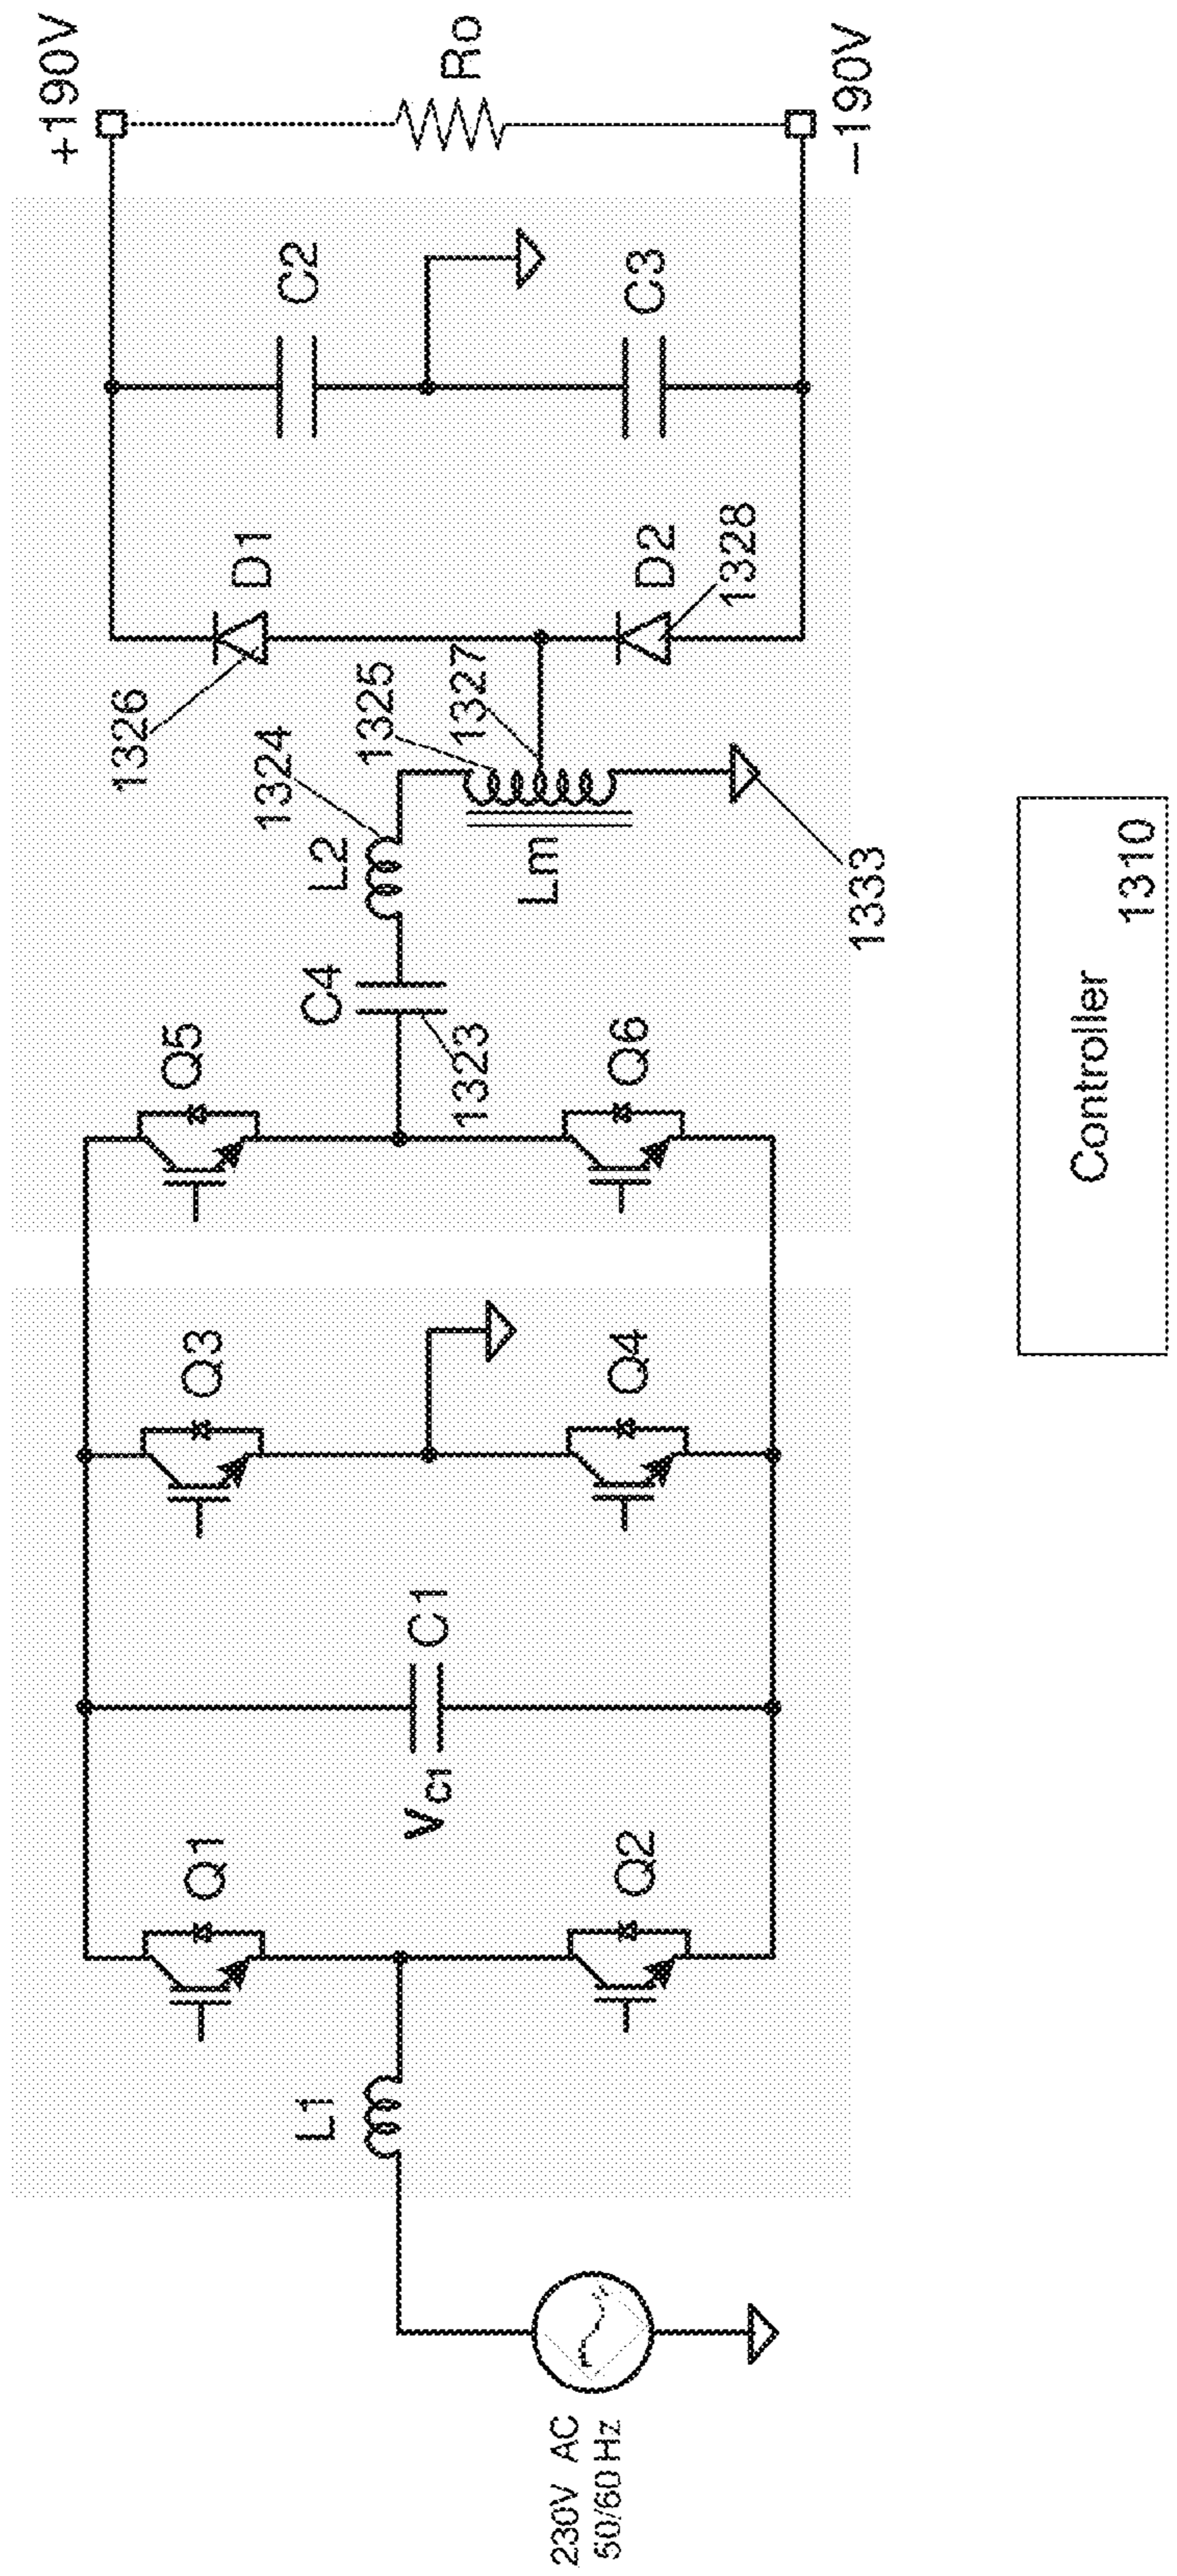 230V AC
50/60 Hz
L1
Q1
Q2
VC1
C1
Q3
Q4
Q5
Q6
C4
1323
L2
1324
Lm
1325
1327
1333
1326
D1
D2
1328
C2
C3
+190V
Ro
−190V
Controller
1310